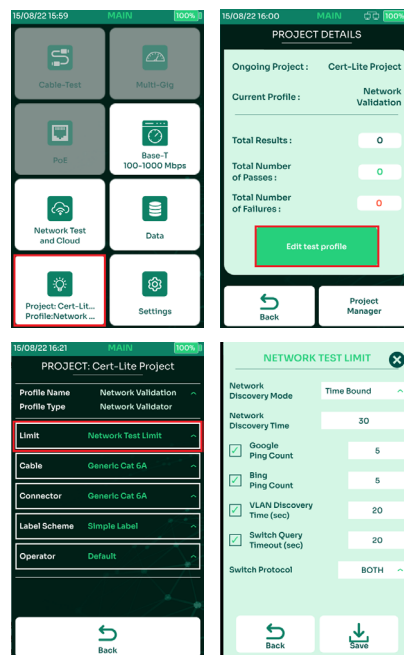 15/08/22 15:59 MAIN 100%
Cable-Test
Multi-Gig
PoE
Base-T
100-1000 Mbps
Network Test
and Cloud
Data
Project: Cert-Lit...
Profile:Network ...
Settings
15/08/22 16:00 MAIN 100%
PROJECT DETAILS
Ongoing Project : Cert-Lite Project
Current Profile : Network
Validation
Total Results : 0
Total Number
of Passes : 0
Total Number
of Failures : 0
Edit test profile
Back
Project
Manager
15/08/22 16:21 MAIN 100%
PROJECT: Cert-Lite Project
Profile Name Network Validation
Profile Type Network Validator
Limit Network Test Limit
Cable Generic Cat 6A
Connector Generic Cat 6A
Label Scheme Simple Label
Operator Default
Back
NETWORK TEST LIMIT
Network
Discovery Mode Time Bound
Network
Discovery Time 30
Google
Ping Count 5
Bing
Ping Count 5
VLAN Discovery
Time (sec) 20
Switch Query
Timeout (sec) 20
Switch Protocol BOTH
Back
Save